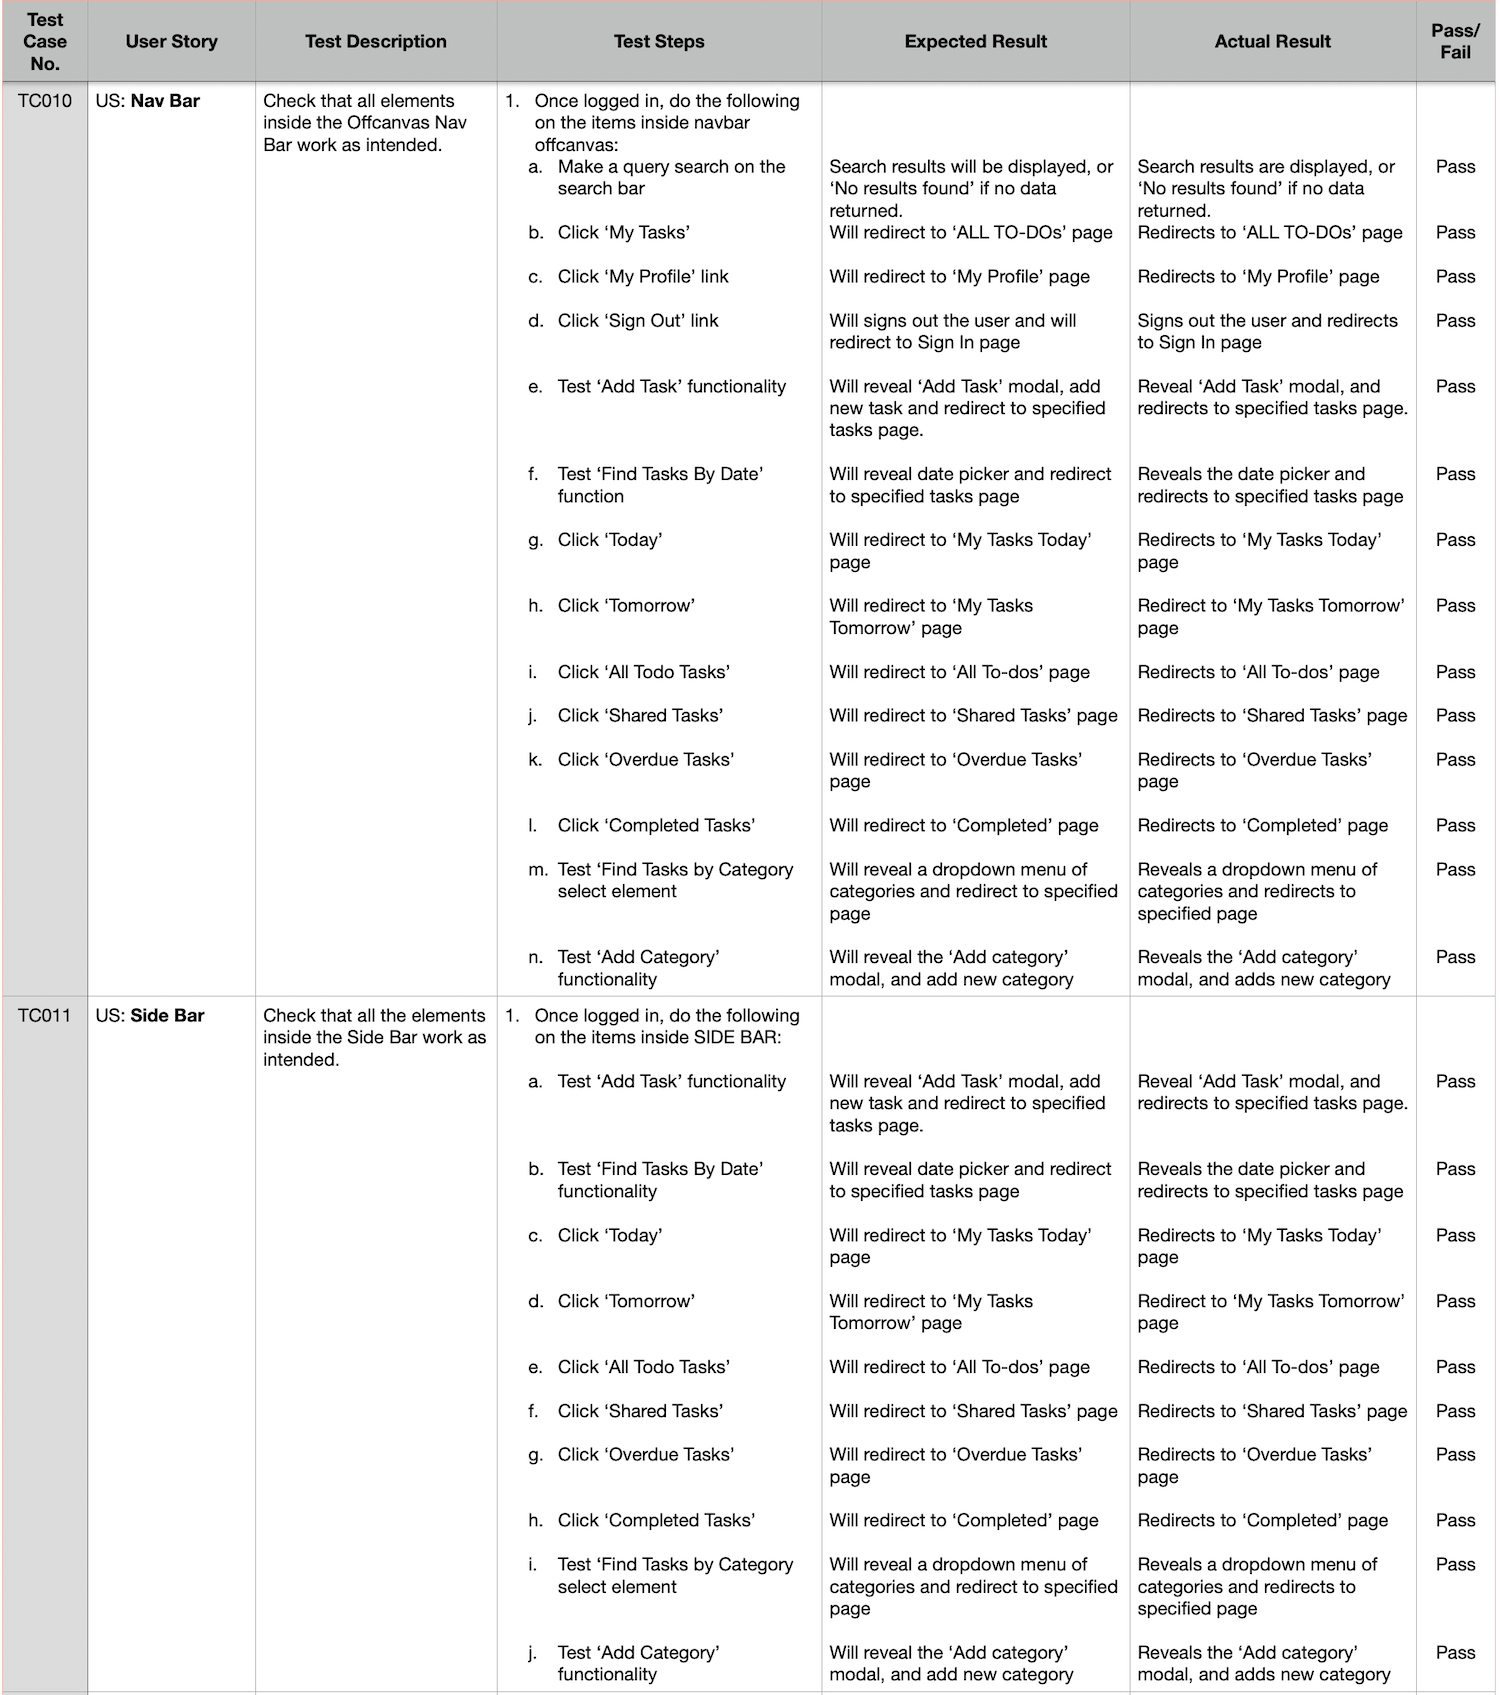 Test Case No.
User Story
Test Description
Test Steps
Expected Result
Actual Result
Pass/
Fail
TC010
US: Nav Bar
Check that all elements
inside the Offcanvas Nav
Bar work as intended.
1. Once logged in, do the following
on the items inside navbar
offcanvas:
a. Make a query search on the
search bar
Search results will be displayed, or
‘No results found’ if no data
returned.
Search results are displayed, or
‘No results found’ if no data
returned.
Pass
b. Click ‘My Tasks’
Will redirect to ‘ALL TO-DOs’ page
Redirects to ‘ALL TO-DOs’ page
Pass
c. Click ‘My Profile’ link
Will redirect to ‘My Profile’ page
Redirects to ‘My Profile’ page
Pass
d. Click ‘Sign Out’ link
Will signs out the user and will
redirect to Sign In page
Signs out the user and redirects
to Sign In page
Pass
e. Test ‘Add Task’ functionality
Will reveal ‘Add Task’ modal, add
new task and redirect to specified
tasks page.
Reveal ‘Add Task’ modal, and
redirects to specified tasks page.
Pass
f. Test ‘Find Tasks By Date’
function
Will reveal date picker and redirect
to specified tasks page
Reveals the date picker and
redirects to specified tasks page
Pass
g. Click ‘Today’
Will redirect to ‘My Tasks Today’
page
Redirects to ‘My Tasks Today’
page
Pass
h. Click ‘Tomorrow’
Will redirect to ‘My Tasks
Tomorrow’ page
Redirect to ‘My Tasks Tomorrow’
page
Pass
i. Click ‘All Todo Tasks’
Will redirect to ‘All To-dos’ page
Redirects to ‘All To-dos’ page
Pass
j. Click ‘Shared Tasks’
Will redirect to ‘Shared Tasks’ page
Redirects to ‘Shared Tasks’ page
Pass
k. Click ‘Overdue Tasks’
Will redirect to ‘Overdue Tasks’
page
Redirects to ‘Overdue Tasks’
page
Pass
l. Click ‘Completed Tasks’
Will redirect to ‘Completed’ page
Redirects to ‘Completed’ page
Pass
m. Test ‘Find Tasks by Category
select element
Will reveal a dropdown menu of
categories and redirect to specified
page
Reveals a dropdown menu of
categories and redirects to
specified page
Pass
n. Test ‘Add Category’
functionality
Will reveal the ‘Add category’
modal, and add new category
Reveals the ‘Add category’
modal, and adds new category
Pass
TC011
US: Side Bar
Check that all the elements
inside the Side Bar work as
intended.
1. Once logged in, do the following
on the items inside SIDE BAR:
a. Test ‘Add Task’ functionality
Will reveal ‘Add Task’ modal, add
new task and redirect to specified
tasks page.
Reveal ‘Add Task’ modal, and
redirects to specified tasks page.
Pass
b. Test ‘Find Tasks By Date’
functionality
Will reveal date picker and redirect
to specified tasks page
Reveals the date picker and
redirects to specified tasks page
Pass
c. Click ‘Today’
Will redirect to ‘My Tasks Today’
page
Redirects to ‘My Tasks Today’
page
Pass
d. Click ‘Tomorrow’
Will redirect to ‘My Tasks
Tomorrow’ page
Redirect to ‘My Tasks Tomorrow’
page
Pass
e. Click ‘All Todo Tasks’
Will redirect to ‘All To-dos’ page
Redirects to ‘All To-dos’ page
Pass
f. Click ‘Shared Tasks’
Will redirect to ‘Shared Tasks’ page
Redirects to ‘Shared Tasks’ page
Pass
g. Click ‘Overdue Tasks’
Will redirect to ‘Overdue Tasks’
page
Redirects to ‘Overdue Tasks’
page
Pass
h. Click ‘Completed Tasks’
Will redirect to ‘Completed’ page
Redirects to ‘Completed’ page
Pass
i. Test ‘Find Tasks by Category
select element
Will reveal a dropdown menu of
categories and redirect to specified
page
Reveals a dropdown menu of
categories and redirects to
specified page
Pass
j. Test ‘Add Category’
functionality
Will reveal the ‘Add category’
modal, and add new category
Reveals the ‘Add category’
modal, and adds new category
Pass